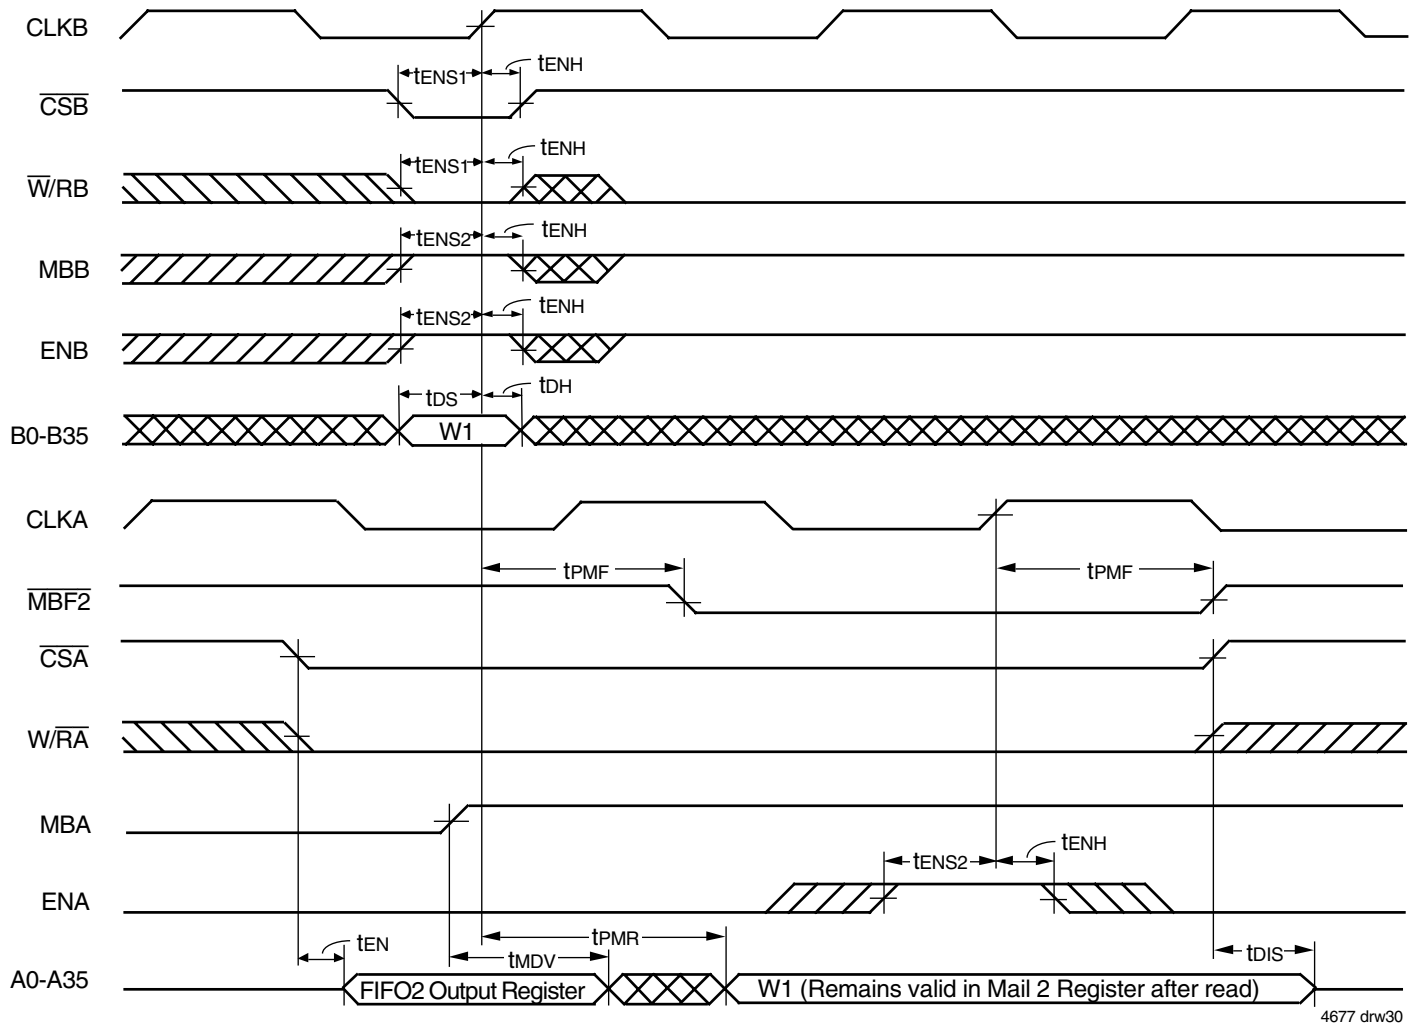 CLKB
tENS1 tENH
CSB
tENS1 tENH
W/RB
tENS2 tENH
MBB
tENS2 tENH
ENB
tDS tDH
B0-B35 W1
CLKA
tPMF tPMF
MBF2
CSA
W/RA
MBA
tENS2 tENH
ENA
tEN tMDV tPMR tDIS
A0-A35 FIFO2 Output Register W1 (Remains valid in Mail 2 Register after read)
4677 drw30